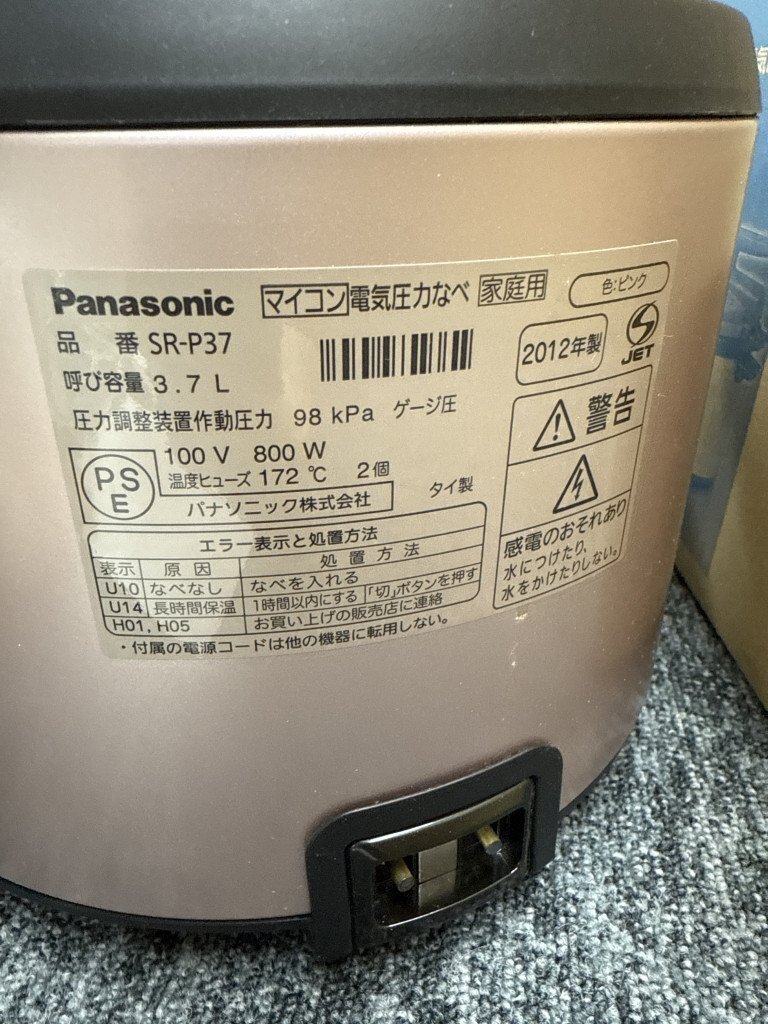 Panasonic マイコン 電気圧力なべ 家庭用 色:ピンク
品 番 SR-P37
2012年製
JET
呼び容量 3.7 L
圧力調整装置作動圧力 98 kPa ゲージ圧
PS
E
100 V 800 W
温度ヒューズ 172 ℃ 2個
パナソニック株式会社 タイ製
エラー表示と処置方法
表示 原因 処置方法
U10 なべなし なべを入れる
U14 長時間保温 1時間以内にする 「切」ボタンを押す
H01, H05 お買い上げの販売店に連絡
・付属の電源コードは他の機器に転用しない。
警告
感電のおそれあり
水につけたり、
水をかけたりしない。